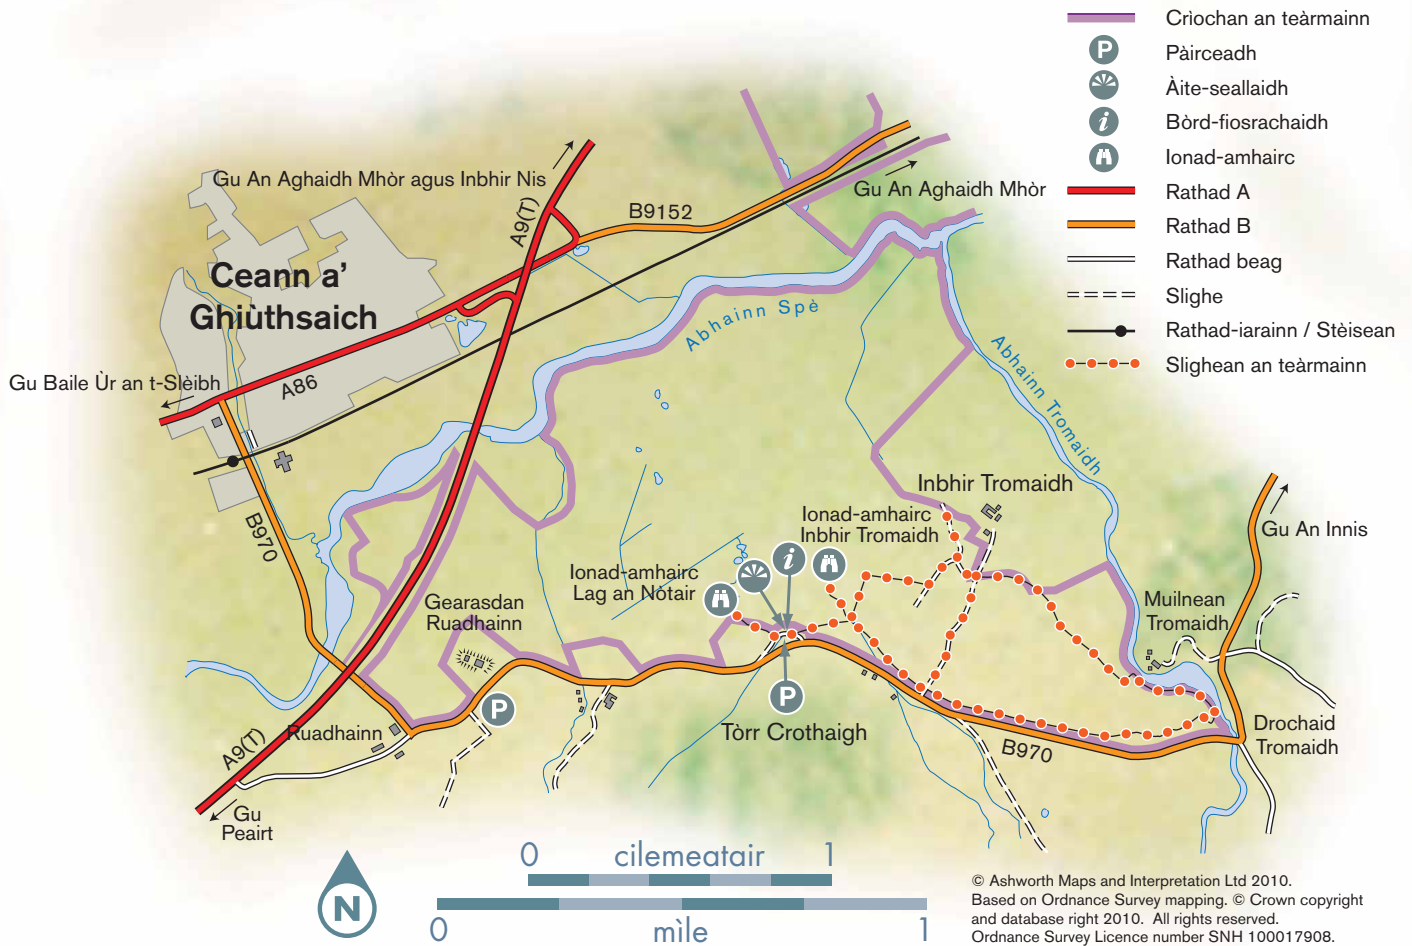 Crìochan an teàrmainn
P Pàirceadh
Àite-seallaidh
i Bòrd-fiosrachaidh
Ionad-amhairc
Rathad A
Rathad B
Rathad beag
Slighe
Rathad-iarainn / Stèisean
Slighean an teàrmainn
Gu An Aghaidh Mhòr agus Inbhir Nis
A9(T)
B9152
Gu An Aghaidh Mhòr
Ceann a'
Ghiùthsaich
Abhainn Spè
Gu Baile Ùr an t-Slèibh
A86
Abhainn Tromaidh
B970
Inbhir Tromaidh
Ionad-amhairc
Inbhir Tromaidh
Gu An Innis
Ionad-amhairc
Lag an Nòtair
i
Gearasdan
Ruadhainn
Muilnean
Tromaidh
P
P
Ruadhainn
A9(T)
Tòrr Crothaigh
B970
Drochaid
Tromaidh
Gu
Peairt
N
0 cilemeatair 1
0 mìle 1
© Ashworth Maps and Interpretation Ltd 2010.
Based on Ordnance Survey mapping. © Crown copyright
and database right 2010. All rights reserved.
Ordnance Survey Licence number SNH 100017908.